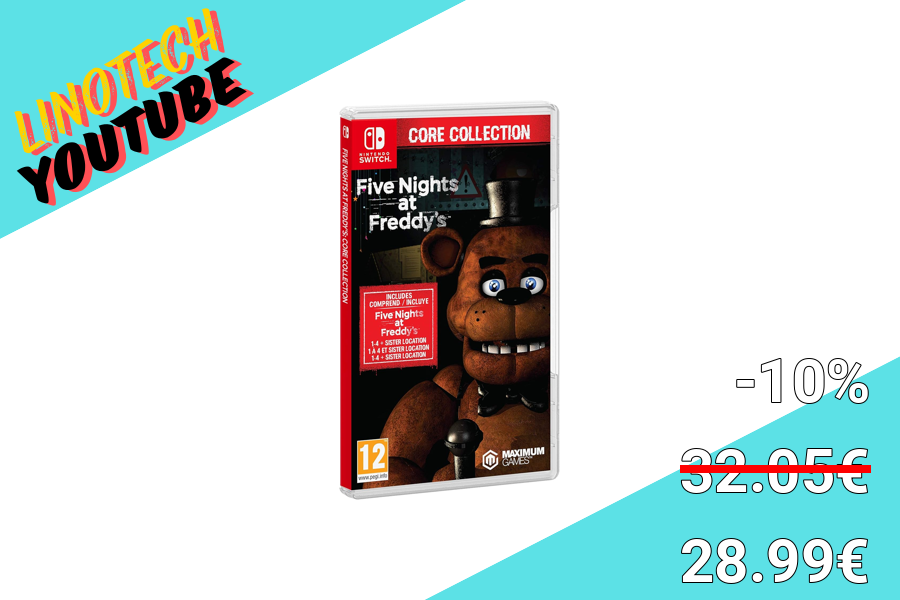 LINOTECH
YOUTUBE
NINTENDO
SWITCH.
CORE COLLECTION
FIVE NIGHTS AT FREDDY'S: CORE COLLECTION
Five Nights
at
Freddy's
INCLUDES
COMPREND / INCLUYE
Five Nights
at
Freddy's
1-4 + SISTER LOCATION
1 A 4 ET SISTER LOCATION
1-4 + SISTER LOCATION
12
www.pegi.info
MAXIMUM
GAMES
-10%
32.05€
28.99€